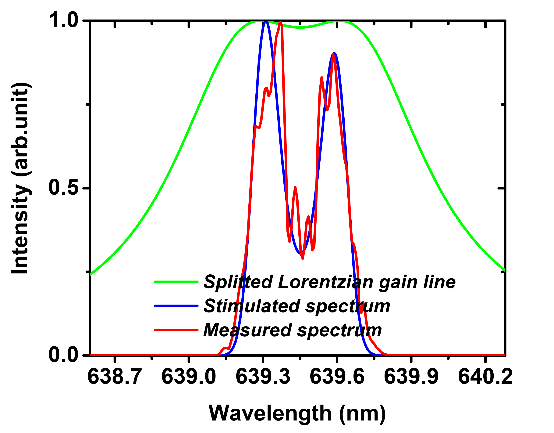 1.0
0.5
0.0
Intensity (arb.unit)
Splitted Lorentzian gain line
Stimulated spectrum
Measured spectrum
638.7 639.0 639.3 639.6 639.9 640.2
Wavelength (nm)